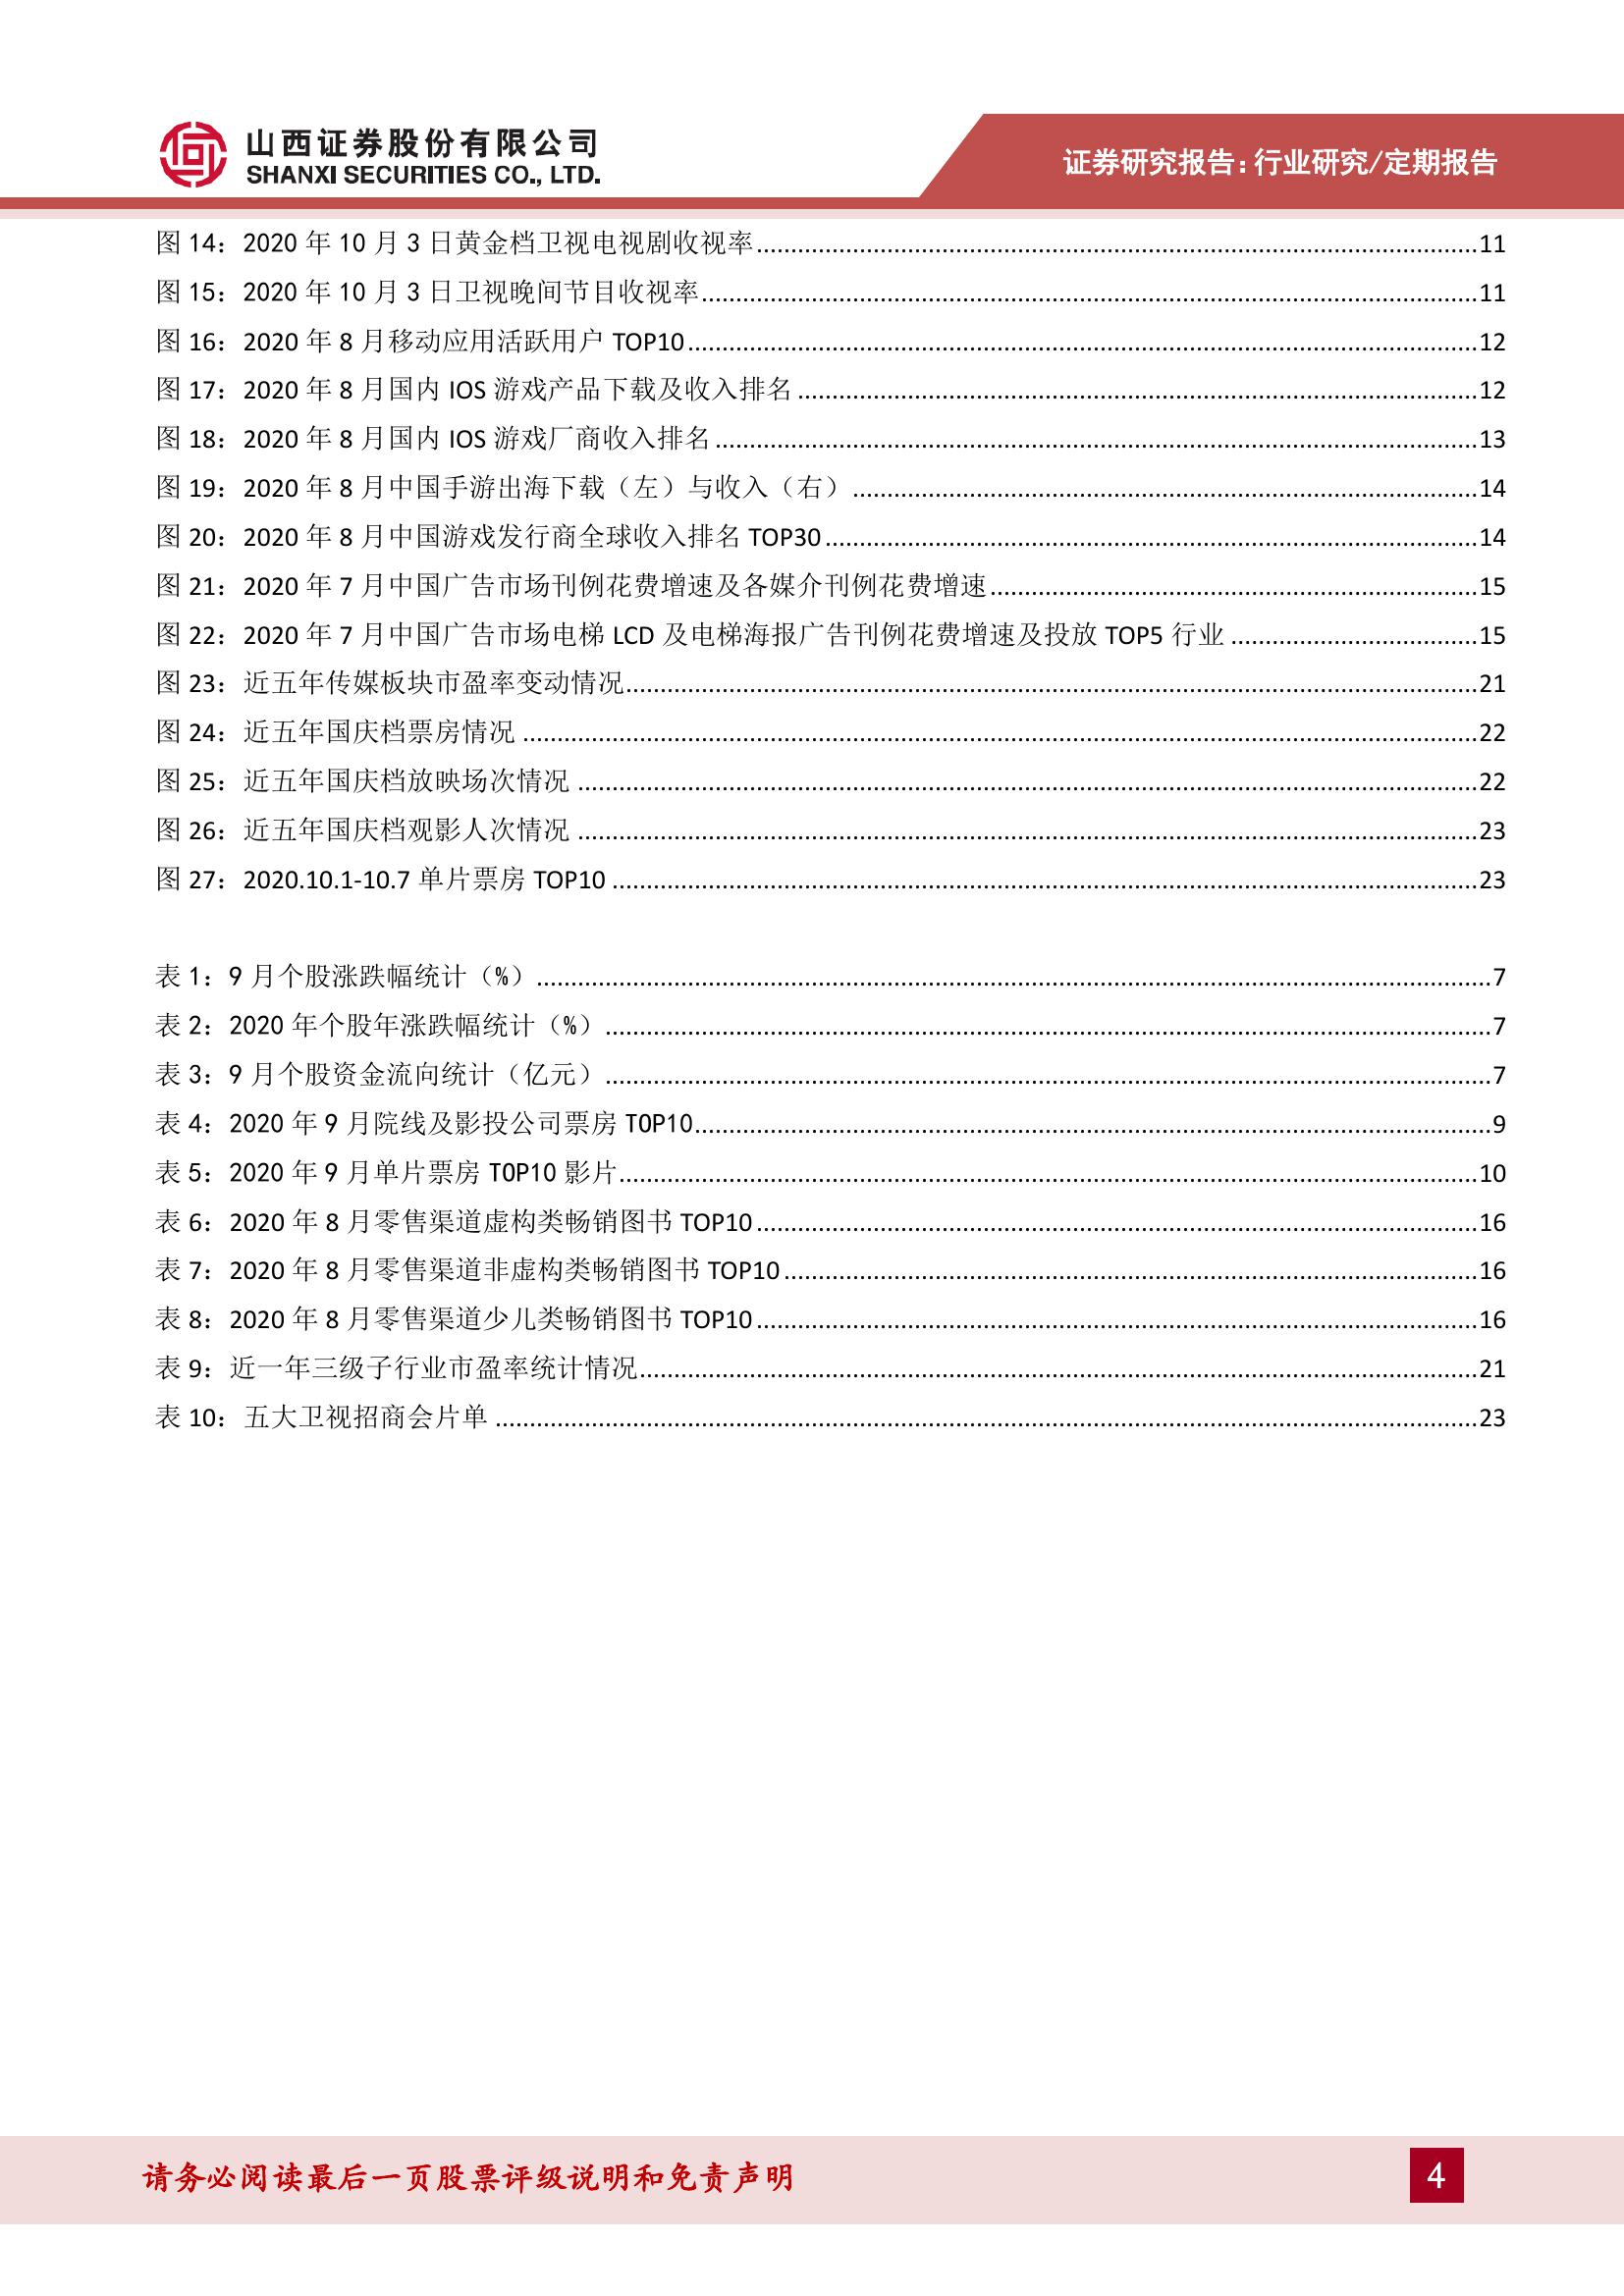 山西证券股份有限公司
SHANXI SECURITIES CO., LTD.
证券研究报告：行业研究/定期报告
图 14：2020 年 10 月 3 日黄金档卫视电视剧收视率 11
图 15：2020 年 10 月 3 日卫视晚间节目收视率 11
图 16：2020 年 8 月移动应用活跃用户 TOP10 12
图 17：2020 年 8 月国内 IOS 游戏产品下载及收入排名 12
图 18：2020 年 8 月国内 IOS 游戏厂商收入排名 13
图 19：2020 年 8 月中国手游出海下载（左）与收入（右） 14
图 20：2020 年 8 月中国游戏发行商全球收入排名 TOP30 14
图 21：2020 年 7 月中国广告市场刊例花费增速及各媒介刊例花费增速 15
图 22：2020 年 7 月中国广告市场电梯 LCD 及电梯海报广告刊例花费增速及投放 TOP5 行业 15
图 23：近五年传媒板块市盈率变动情况 21
图 24：近五年国庆档票房情况 22
图 25：近五年国庆档放映场次情况 22
图 26：近五年国庆档观影人次情况 23
图 27：2020.10.1-10.7 单片票房 TOP10 23
表 1：9 月个股涨跌幅统计（%） 7
表 2：2020 年个股年涨跌幅统计（%） 7
表 3：9 月个股资金流向统计（亿元） 7
表 4：2020 年 9 月院线及影投公司票房 TOP10 9
表 5：2020 年 9 月单片票房 TOP10 影片 10
表 6：2020 年 8 月零售渠道虚构类畅销图书 TOP10 16
表 7：2020 年 8 月零售渠道非虚构类畅销图书 TOP10 16
表 8：2020 年 8 月零售渠道少儿类畅销图书 TOP10 16
表 9：近一年三级子行业市盈率统计情况 21
表 10：五大卫视招商会片单 23
请务必阅读最后一页股票评级说明和免责声明
4